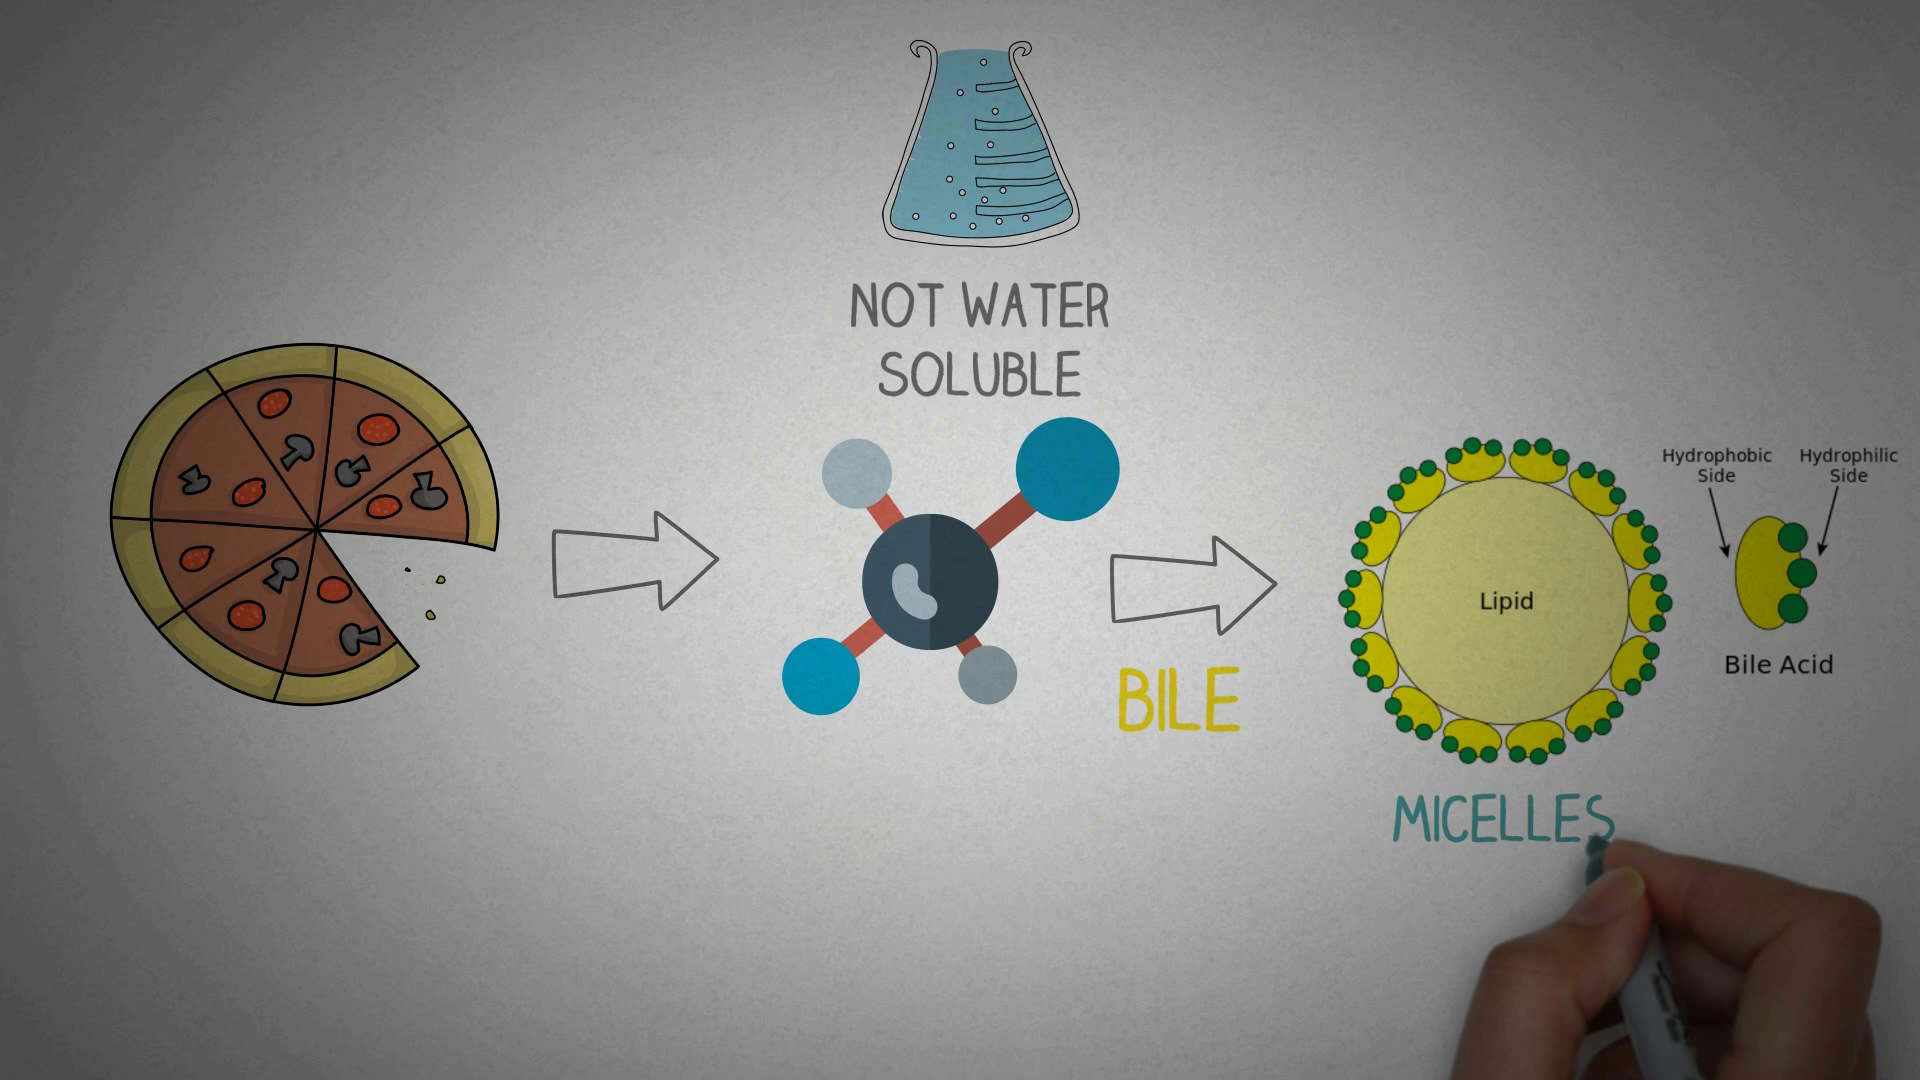 NOT WATER
SOLUBLE
Hydrophobic
Side
Hydrophilic
Side
Lipid
Bile Acid
BILE
MICELLES